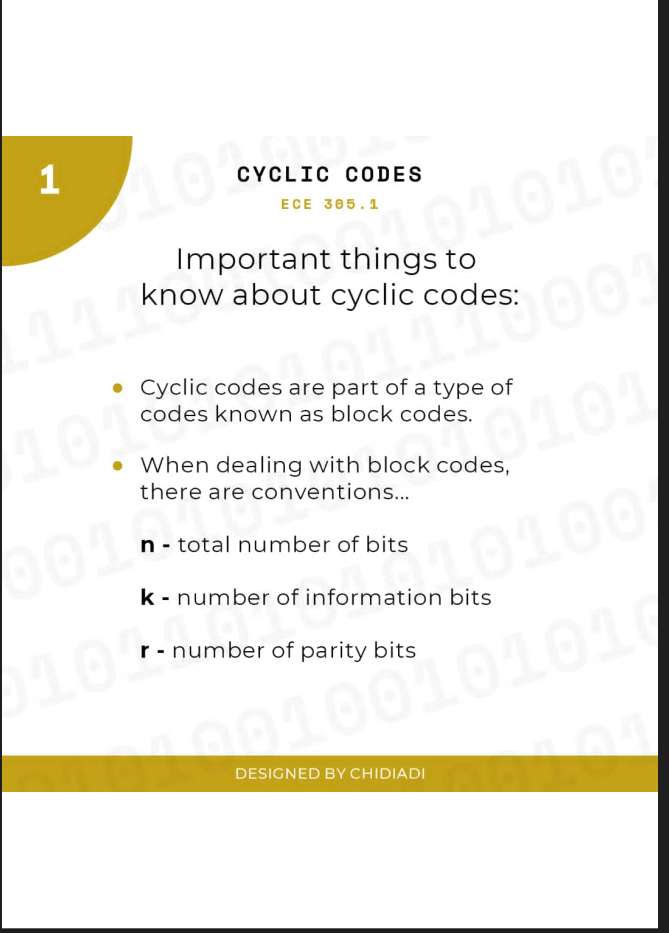 1
CYCLIC CODES
ECE 305.1
Important things to
know about cyclic codes:
• Cyclic codes are part of a type of
codes known as block codes.
• When dealing with block codes,
there are conventions...
n - total number of bits
k - number of information bits
r - number of parity bits
DESIGNED BY CHIDIADI